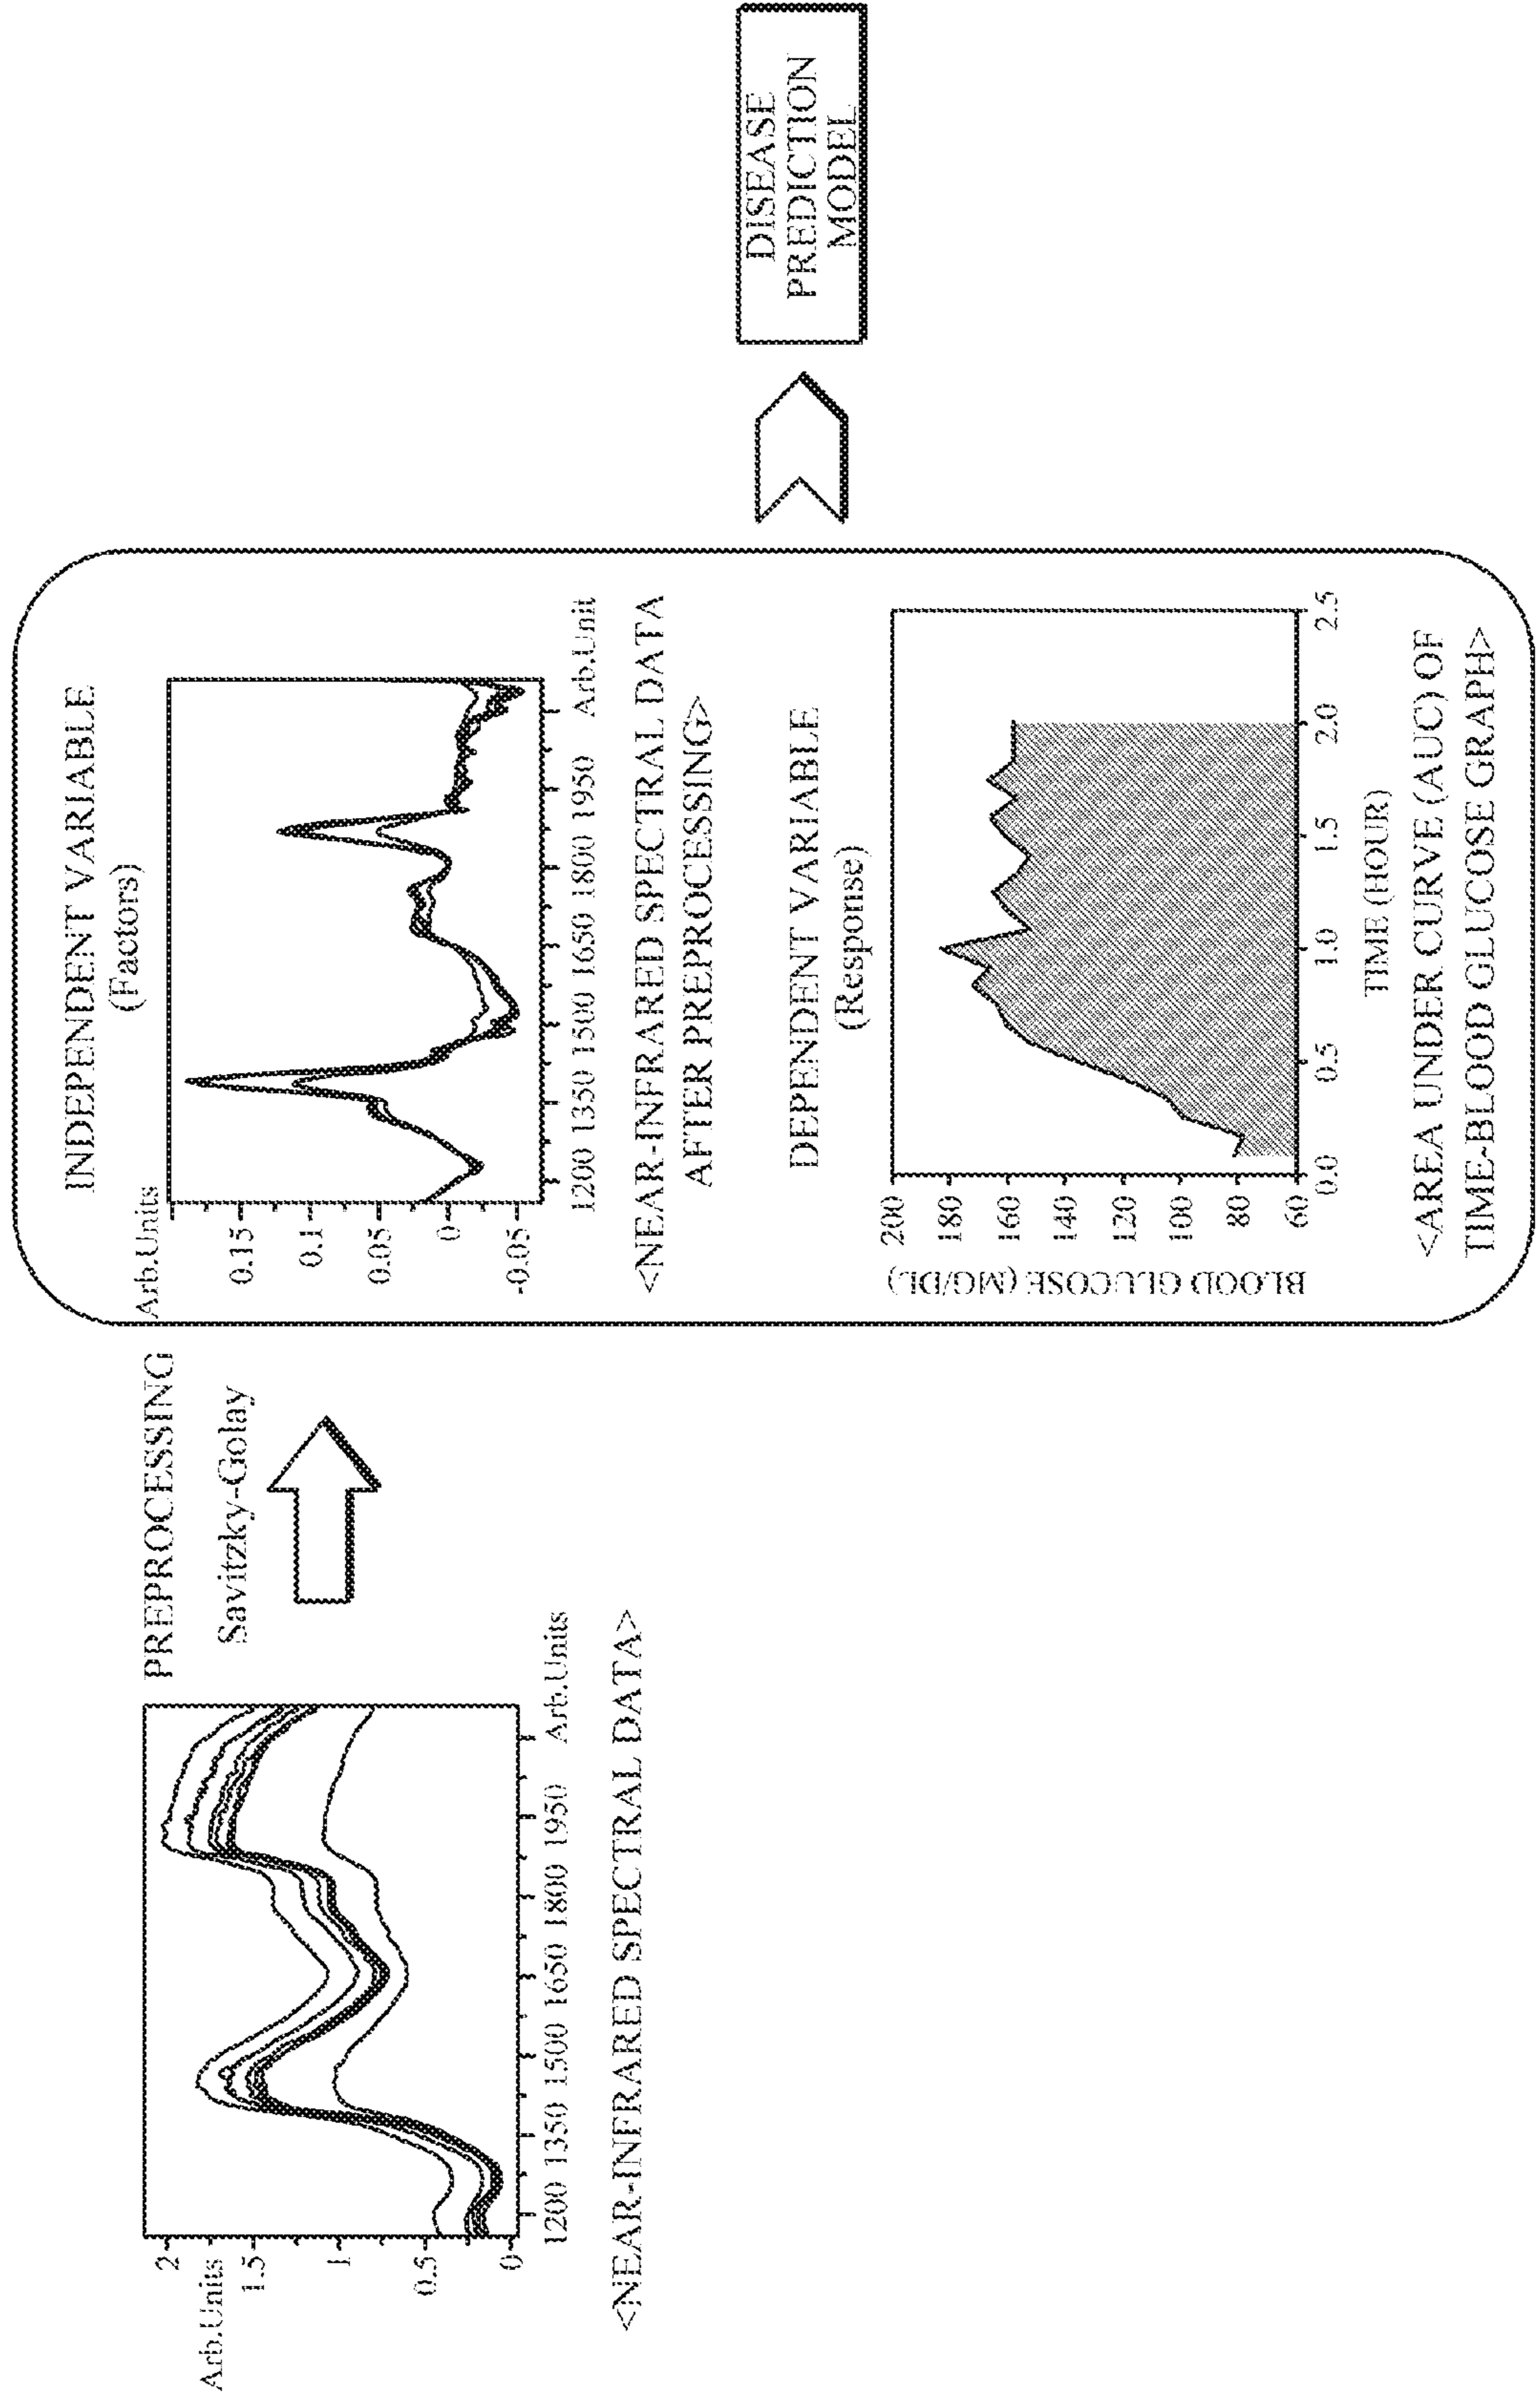 Arb.Units
2
1.5
1
0.5
0
1200 1350 1500 1650 1800 1950 Arb.Units
<NEAR-INFRARED SPECTRAL DATA>
PREPROCESSING
Savitzky-Golay
INDEPENDENT VARIABLE
(Factors)
Arb.Units
0.15
0.1
0.05
0
-0.05
1200 1350 1500 1650 1800 1950 Arb.Unit
<NEAR-INFRARED SPECTRAL DATA
AFTER PREPROCESSING>
DEPENDENT VARIABLE
(Response)
BLOOD GLUCOSE (MG/DL)
200
180
160
140
120
100
80
60
0.0 0.5 1.0 1.5 2.0 2.5
TIME (HOUR)
<AREA UNDER CURVE (AUC) OF
TIME-BLOOD GLUCOSE GRAPH>
DISEASE
PREDICTION
MODEL